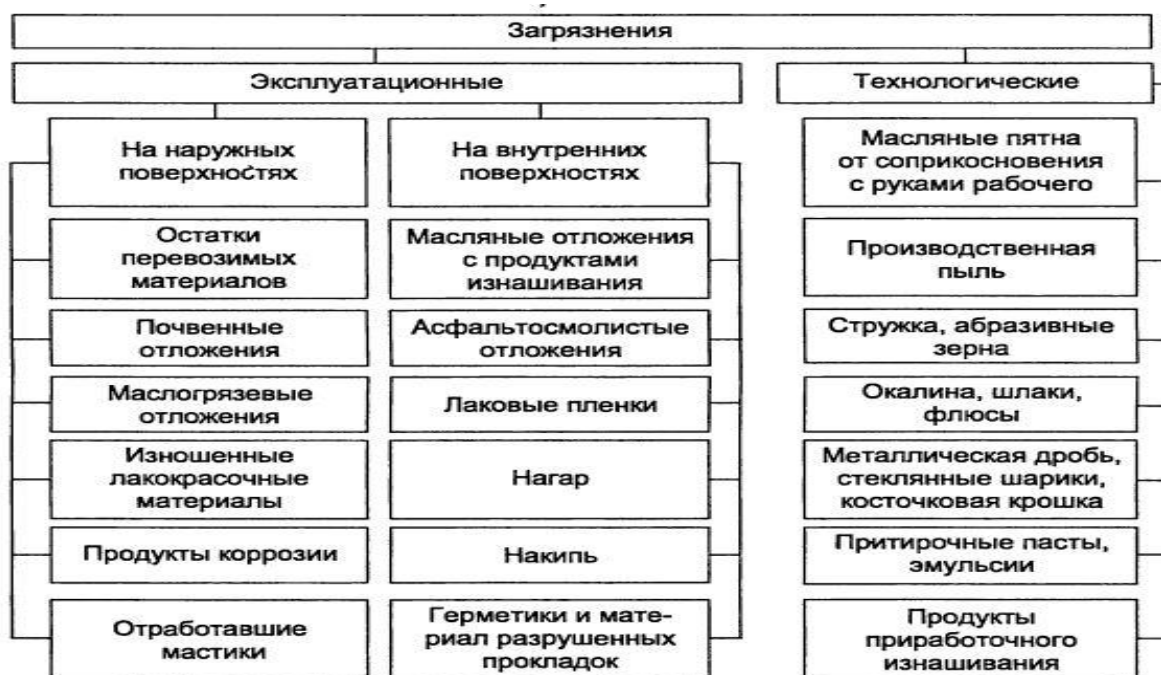 Загрязнения
Эксплуатационные
Технологические
На наружных
поверхностях
На внутренних
поверхностях
Масляные пятна
от соприкосновения
с руками рабочего
Остатки
перевозимых
материалов
Масляные отложения
с продуктами
изнашивания
Производственная
пыль
Почвенные
отложения
Асфальтосмолистые
отложения
Стружка, абразивные
зерна
Маслогрязевые
отложения
Лаковые пленки
Окалина, шлаки,
флюсы
Изношенные
лакокрасочные
материалы
Нагар
Металлическая дробь,
стеклянные шарики,
косточковая крошка
Продукты коррозии
Накипь
Притирочные пасты,
эмульсии
Отработавшие
мастики
Герметики и мате-
риал разрушенных
прокладок
Продукты
приработочного
изнашивания